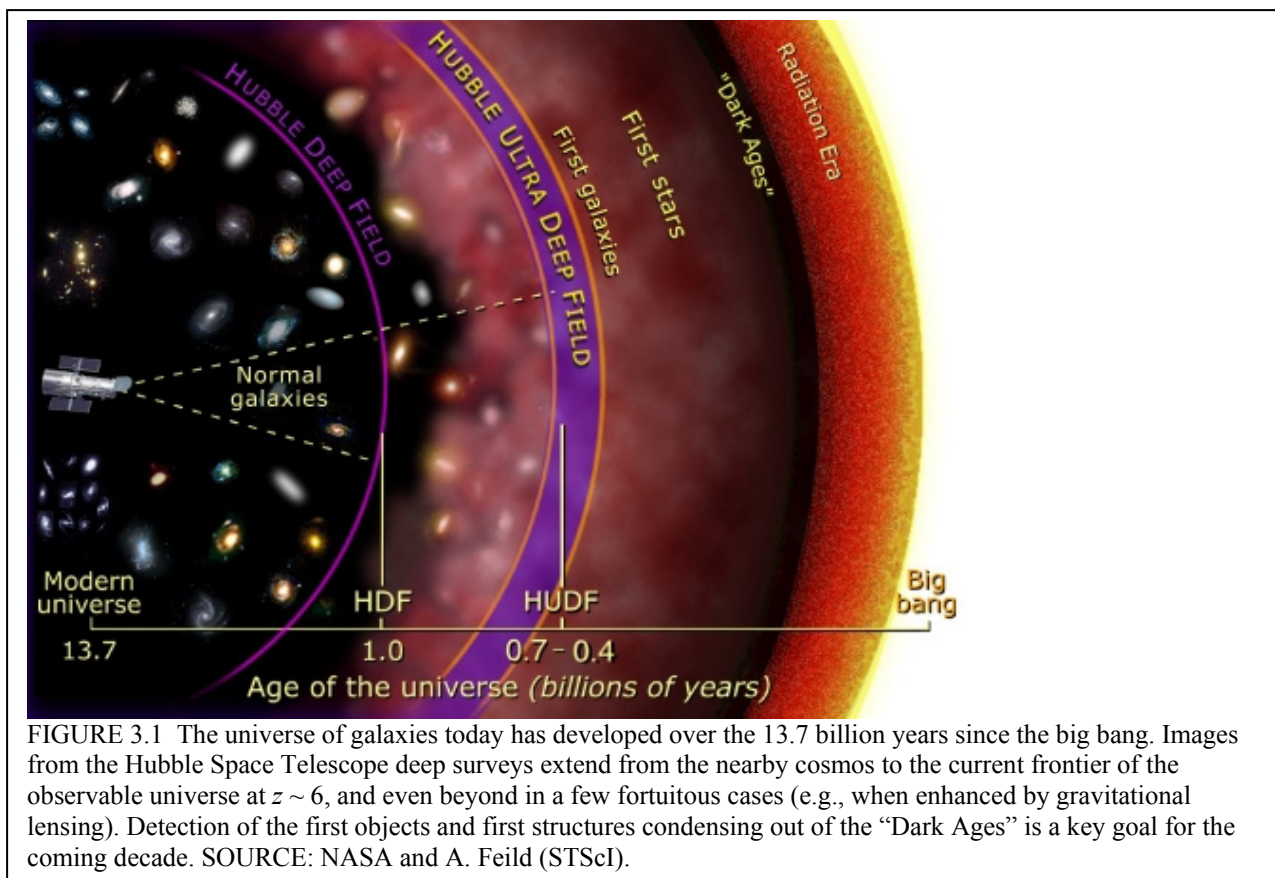 HUBBLE DEEP FIELD
HUBBLE ULTRA DEEP FIELD
First galaxies
First stars
"Dark Ages"
Radiation Era
Normal
galaxies
Modern
universe
HDF
HUDF
Big
bang
13.7
1.0
0.7 - 0.4
Age of the universe (billions of years)
FIGURE 3.1 The universe of galaxies today has developed over the 13.7 billion years since the big bang. Images
from the Hubble Space Telescope deep surveys extend from the nearby cosmos to the current frontier of the
observable universe at z ~ 6, and even beyond in a few fortuitous cases (e.g., when enhanced by gravitational
lensing). Detection of the first objects and first structures condensing out of the “Dark Ages” is a key goal for the
coming decade. SOURCE: NASA and A. Feild (STScI).